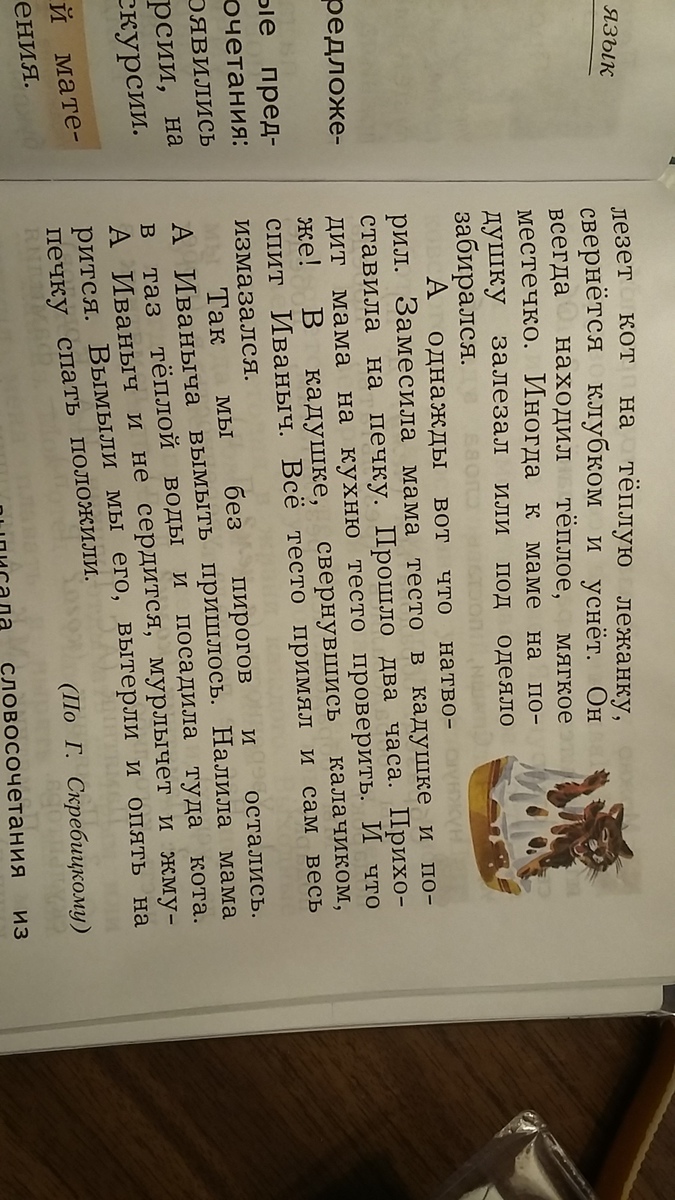 язык
редложе-
ые пред-
очетания:
оявились
рсии, на
скурсии.
й мате-
ения.
лезет кот на тёплую лежанку,
свернётся клубком и уснёт. Он
всегда находил тёплое, мягкое
местечко. Иногда к маме на по-
душку залезал или под одеяло
забирался.
А однажды вот что натво-
рил. Замесила мама тесто в кадушке и по-
ставила на печку. Прошло два часа. Прихо-
дит мама на кухню тесто проверить. И что
же! В кадушке, свернувшись калачиком,
спит Иваныч. Всё тесто примял и сам весь
измазался.
Так мы без пирогов и остались.
А Иваныча вымыть пришлось. Налила мама
в таз тёплой воды и посадила туда кота.
А Иваныч и не сердится, мурлычет и жму-
рится. Вымыли мы его, вытерли и опять на
печку спать положили.
(По Г. Скребицкому)
выписала словосочетания из